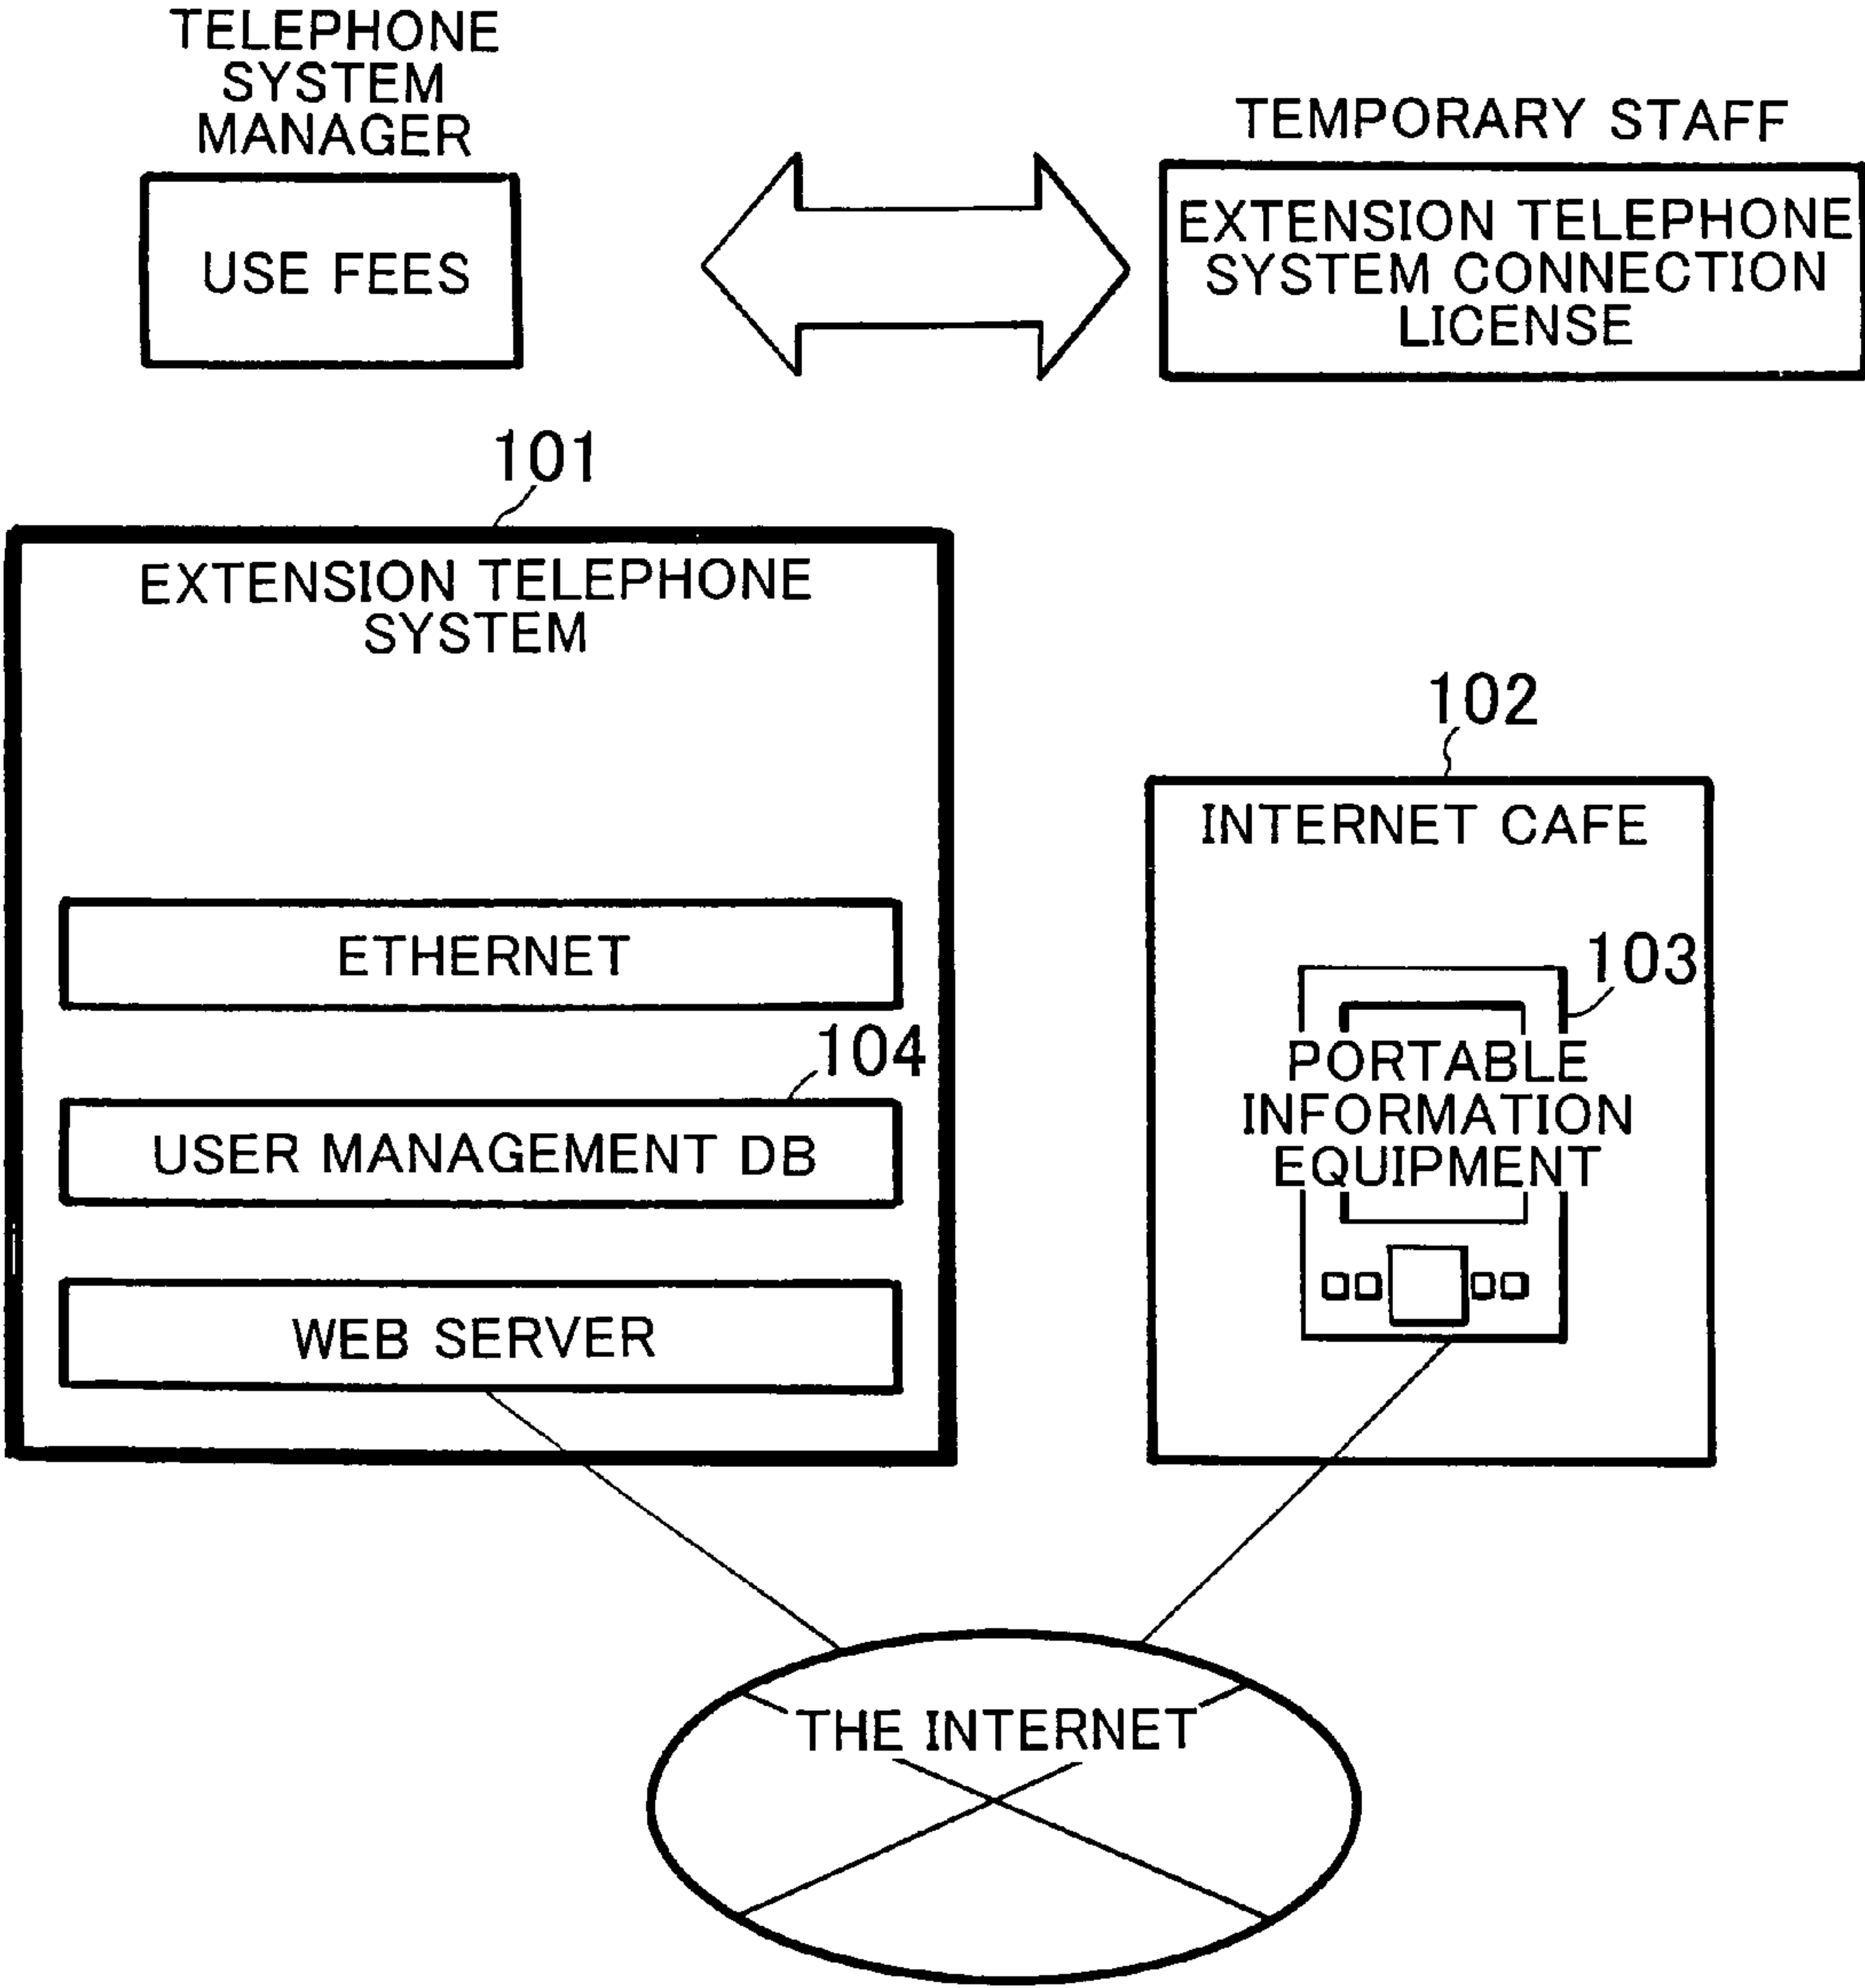 TELEPHONE
SYSTEM
MANAGER
USE FEES
TEMPORARY STAFF
EXTENSION TELEPHONE
SYSTEM CONNECTION
LICENSE
101
EXTENSION TELEPHONE
SYSTEM
ETHERNET
104
USER MANAGEMENT DB
WEB SERVER
102
INTERNET CAFE
103
PORTABLE
INFORMATION
EQUIPMENT
THE INTERNET